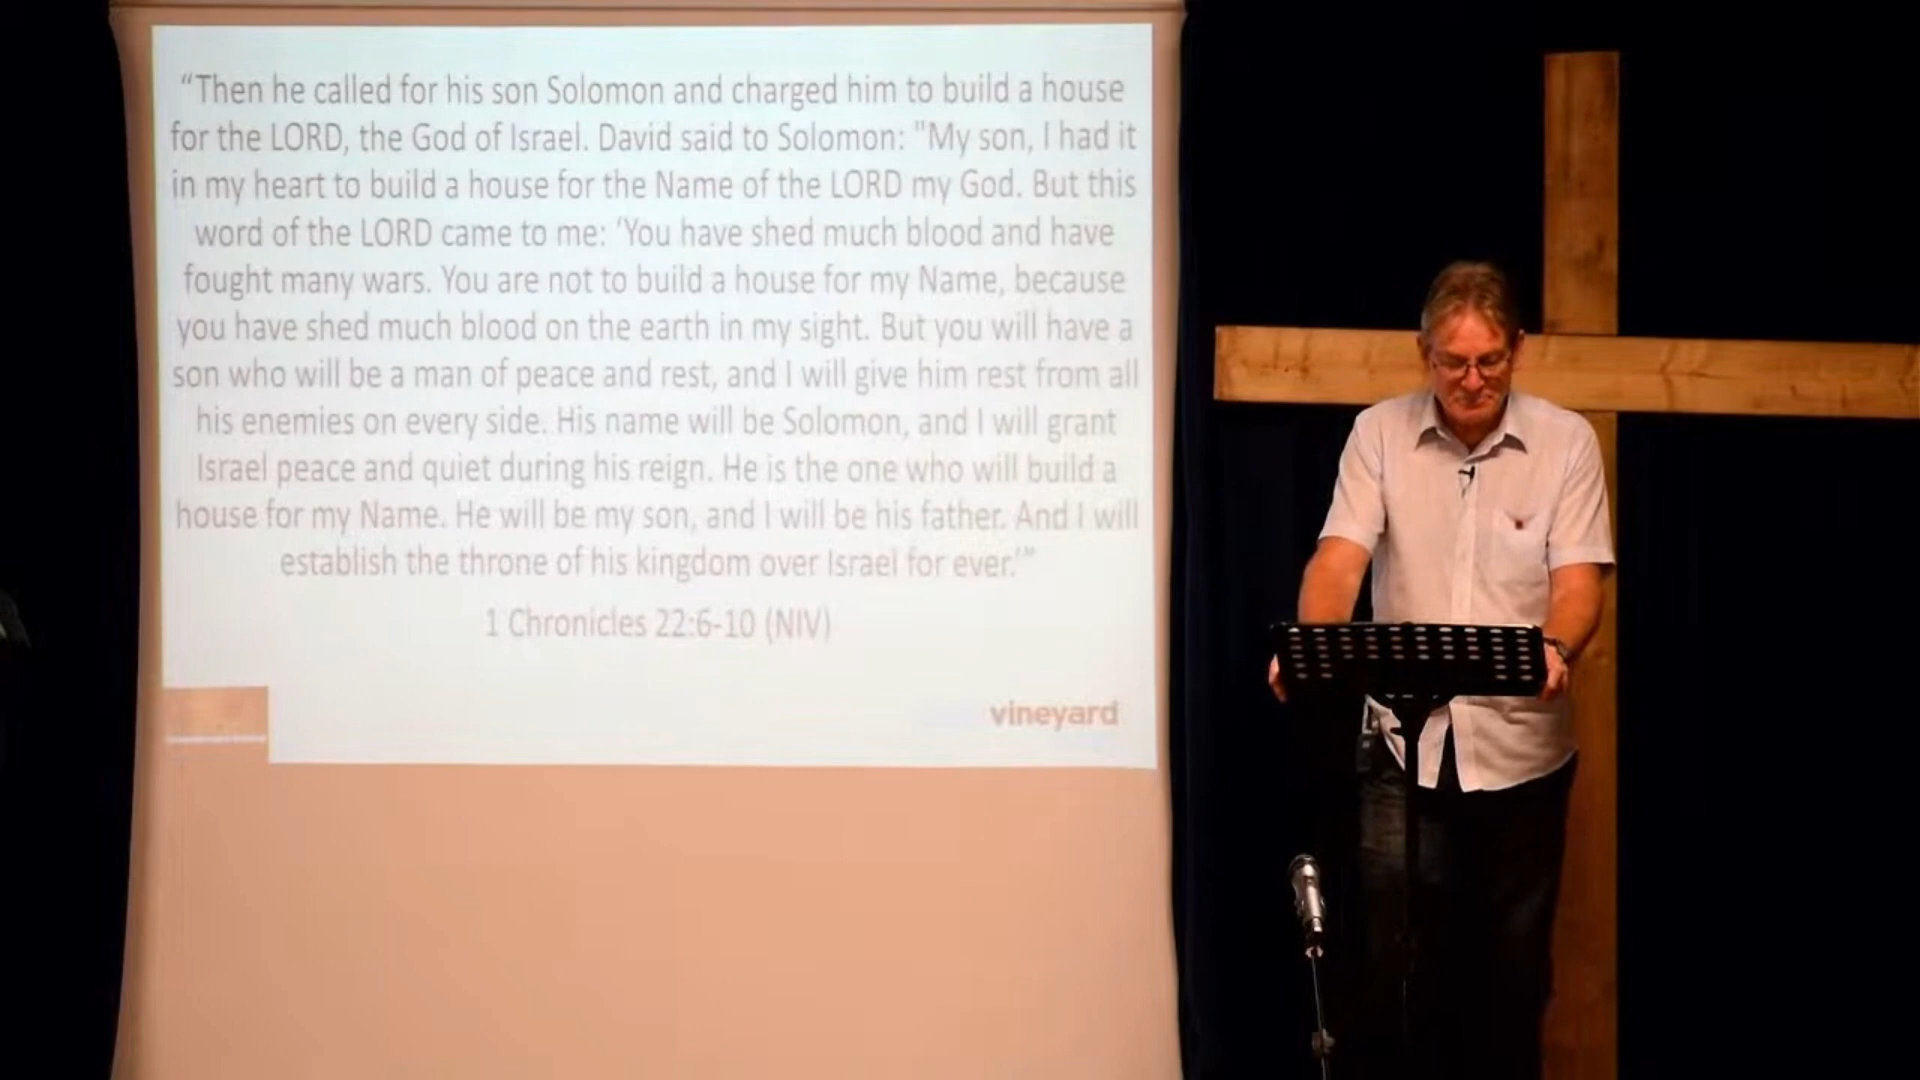 “Then he called for his son Solomon and charged him to build a house
for the LORD, the God of Israel. David said to Solomon: "My son, I had it
in my heart to build a house for the Name of the LORD my God. But this
word of the LORD came to me: ‘You have shed much blood and have
fought many wars. You are not to build a house for my Name, because
you have shed much blood on the earth in my sight. But you will have a
son who will be a man of peace and rest, and I will give him rest from all
his enemies on every side. His name will be Solomon, and I will grant
Israel peace and quiet during his reign. He is the one who will build a
house for my Name. He will be my son, and I will be his father. And I will
establish the throne of his kingdom over Israel for ever.’”
1 Chronicles 22:6-10 (NIV)
vineyard